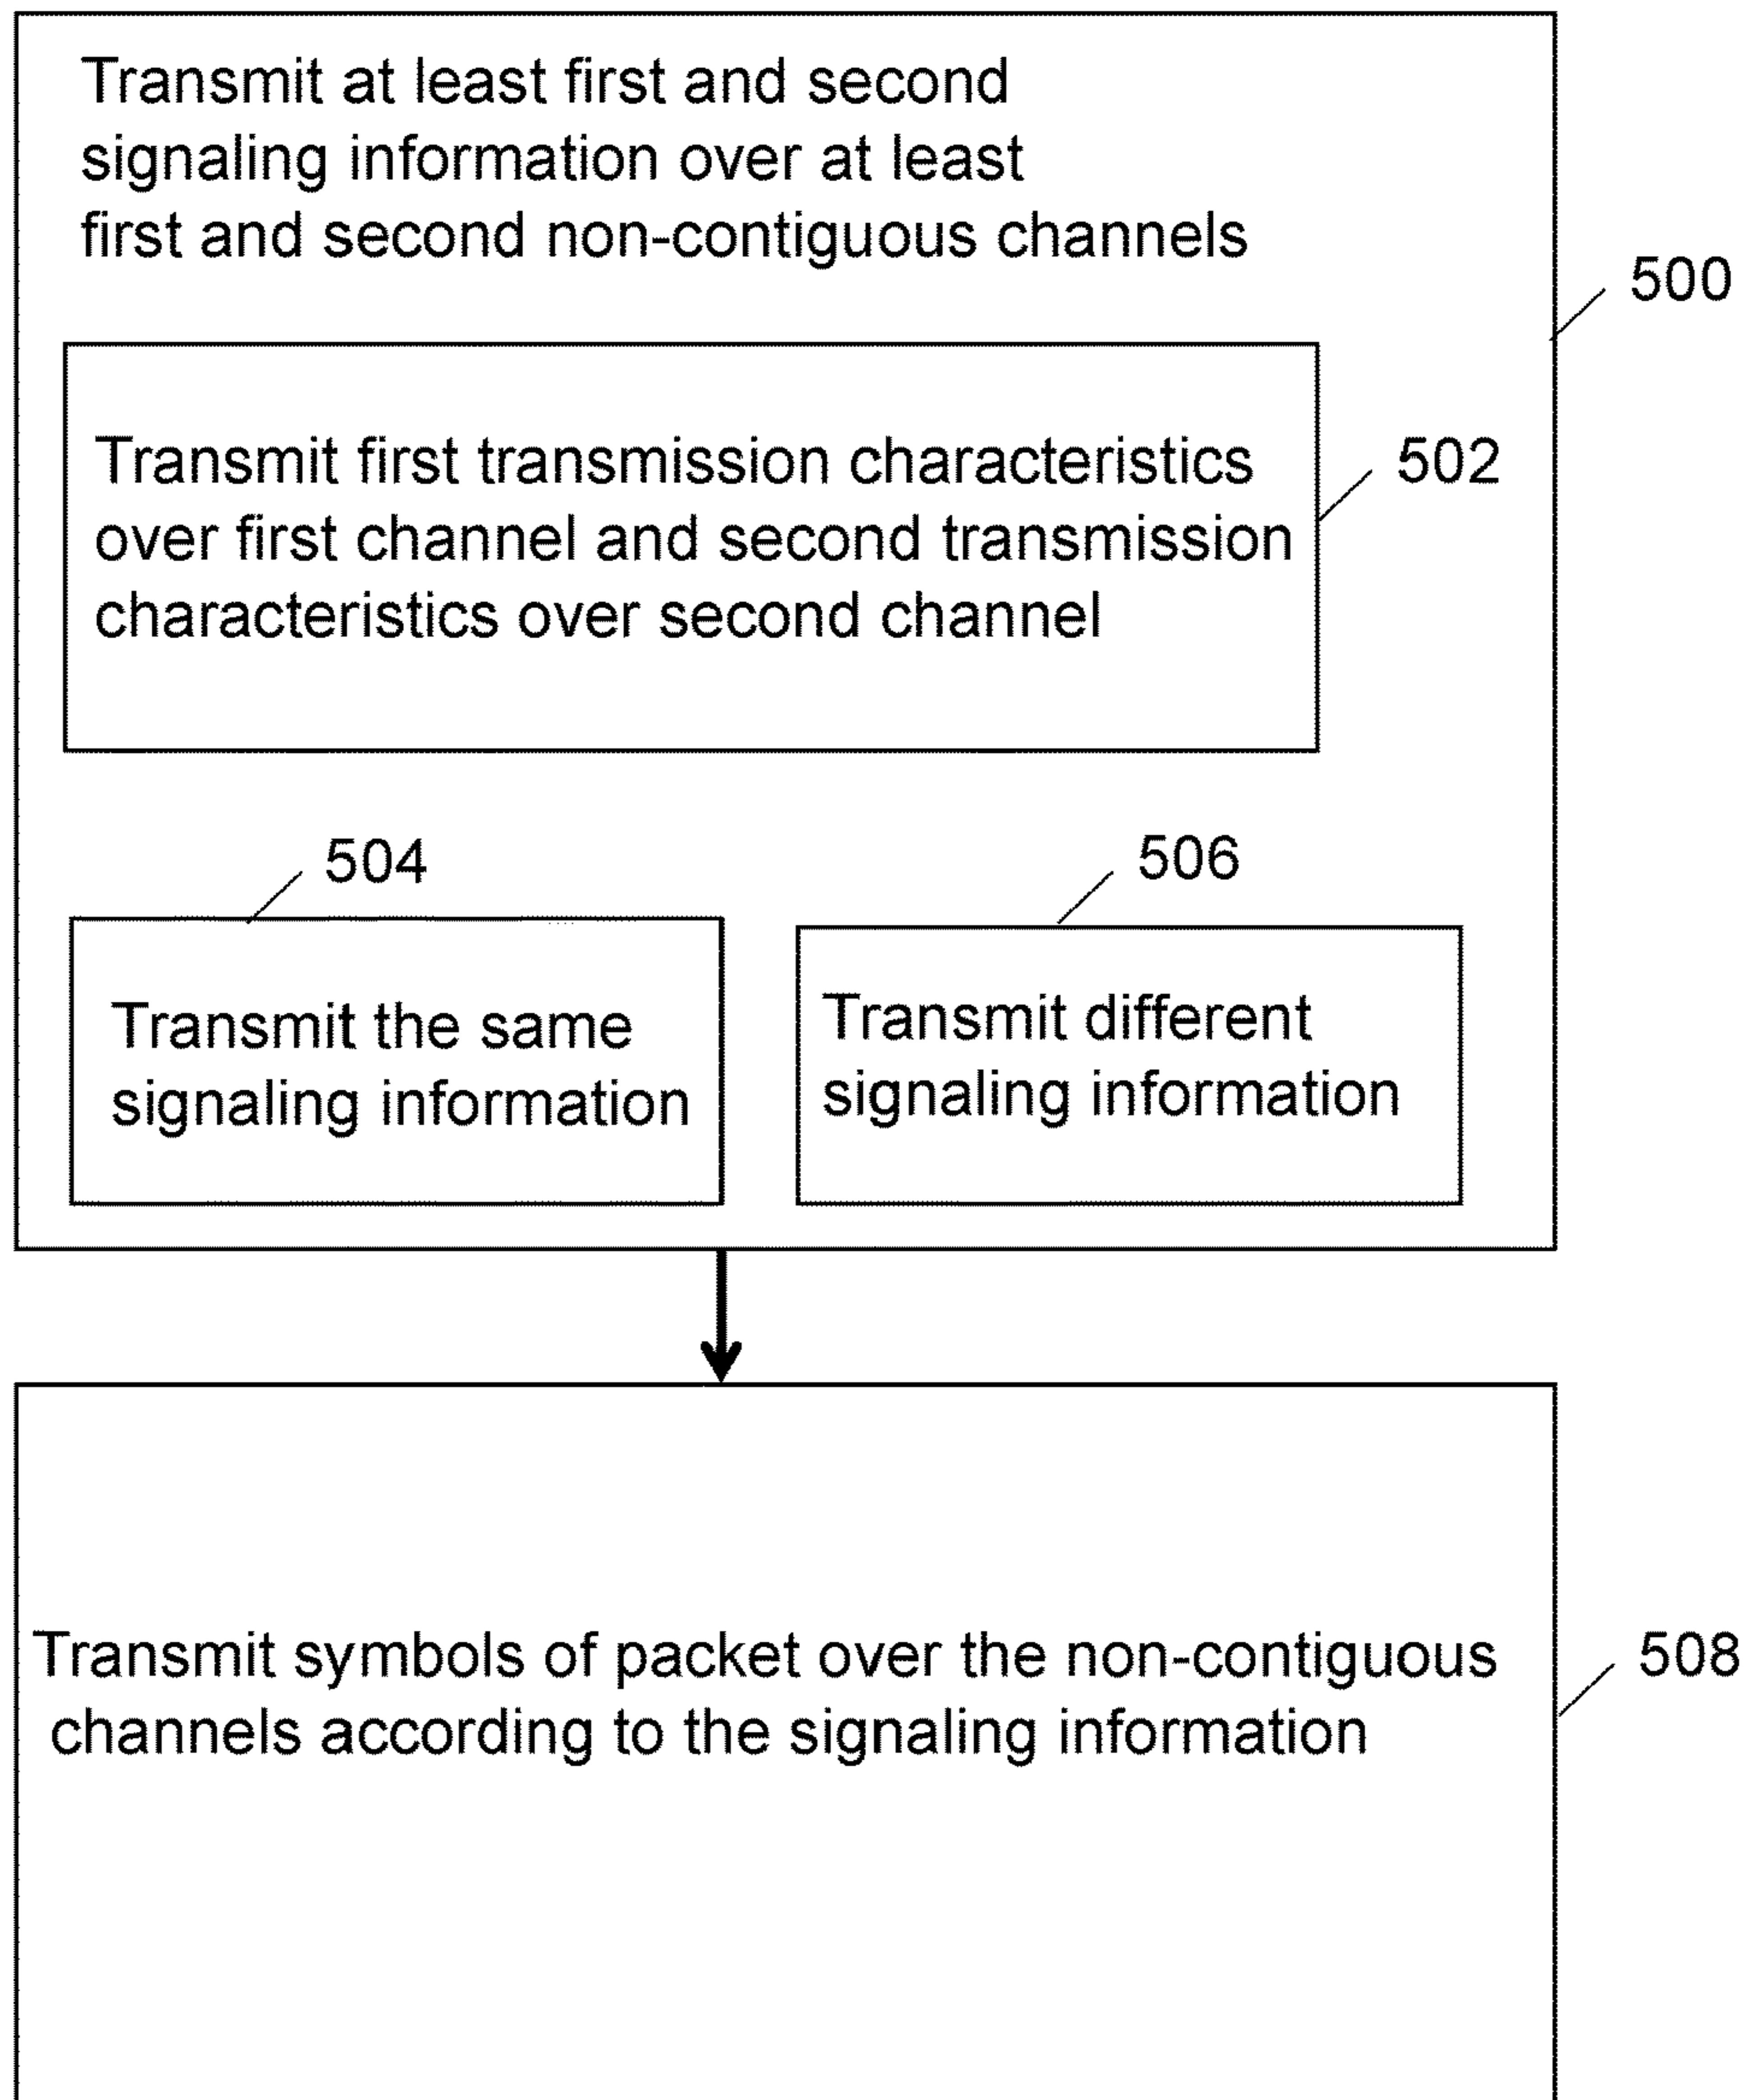 Transmit at least first and second
signaling information over at least
first and second non-contiguous channels
500
Transmit first transmission characteristics
over first channel and second transmission
characteristics over second channel
502
504
506
Transmit the same
signaling information
Transmit different
signaling information
Transmit symbols of packet over the non-contiguous
channels according to the signaling information
508